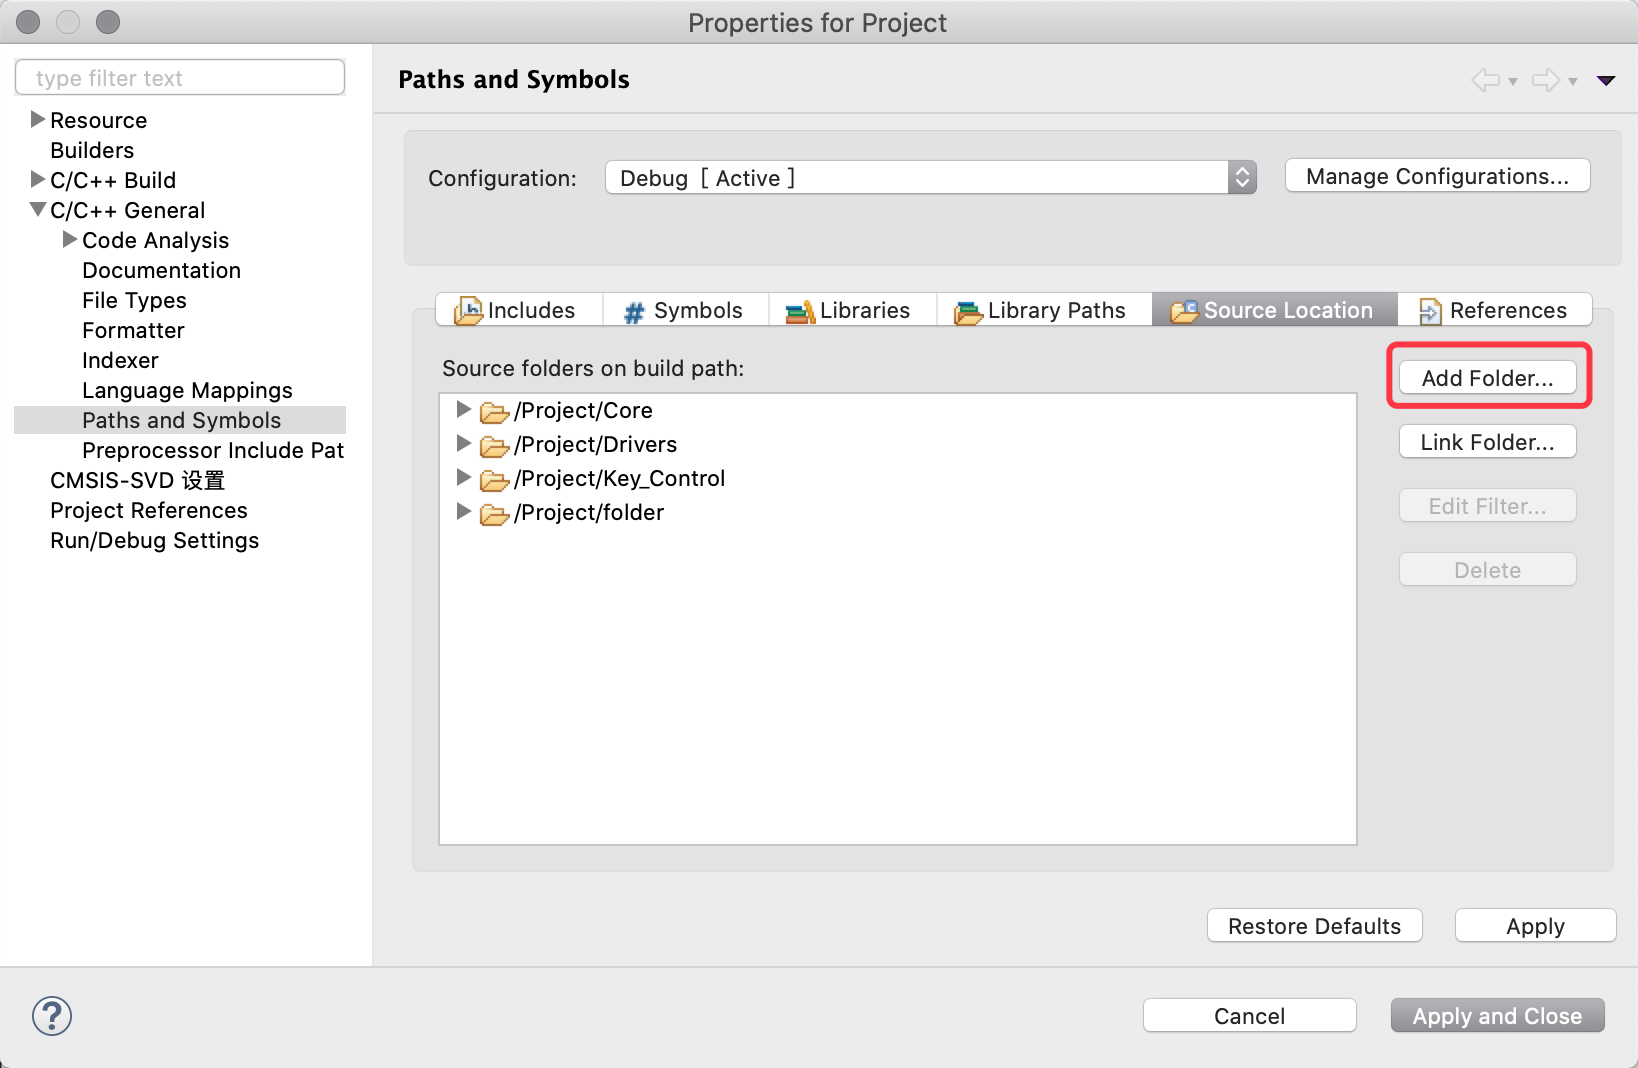 Properties for Project
type filter text
Resource
Builders
C/C++ Build
C/C++ General
Code Analysis
Documentation
File Types
Formatter
Indexer
Language Mappings
Paths and Symbols
Preprocessor Include Pat
CMSIS-SVD 设置
Project References
Run/Debug Settings
Paths and Symbols
Configuration:
Debug [ Active ]
Manage Configurations...
Includes
# Symbols
Libraries
Library Paths
Source Location
References
Source folders on build path:
/Project/Core
/Project/Drivers
/Project/Key_Control
/Project/folder
Add Folder...
Link Folder...
Edit Filter...
Delete
Restore Defaults
Apply
?
Cancel
Apply and Close